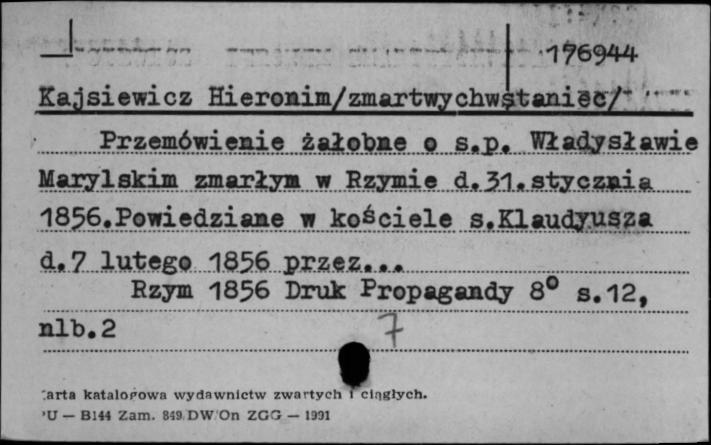 176944
Kajsiewicz Hieronim/zmartwychwstaniec/
Przemówienie żałobne o s.p. Władysławie
Marylskim zmarłym w Rzymie d.31.stycznia
1856.Powiedziane w kościele s.Klaudyusza
d.7 lutego 1856 przez...
Rzym 1856 Druk Propagandy 8° s.12,
nlb.2
7
arta katalogowa wydawnictw zwartych i ciągłych.
U — B144 Zam. 849 DW/On ZGG — 1991